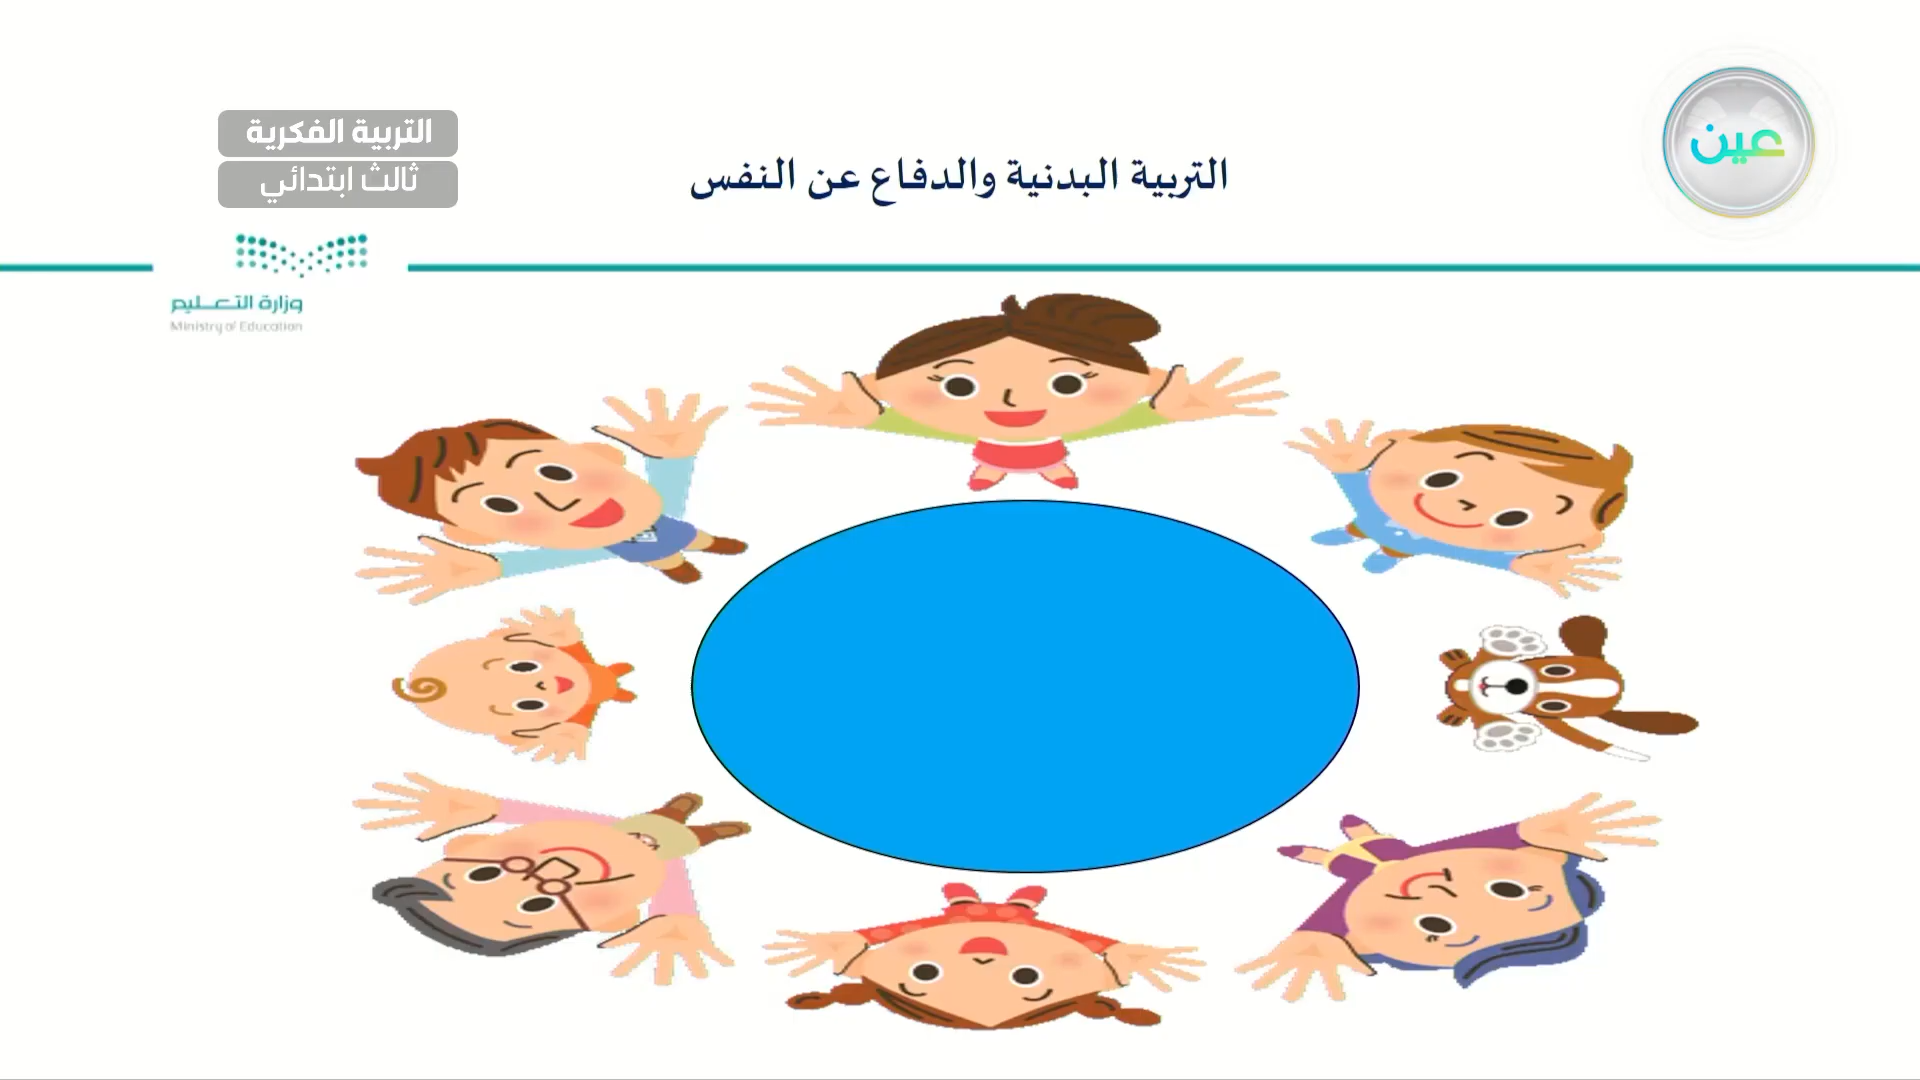 عين
التربية الفكرية
ثالث ابتدائي
التربية البدنية والدفاع عن النفس
وزارة التعليم
Ministry of Education